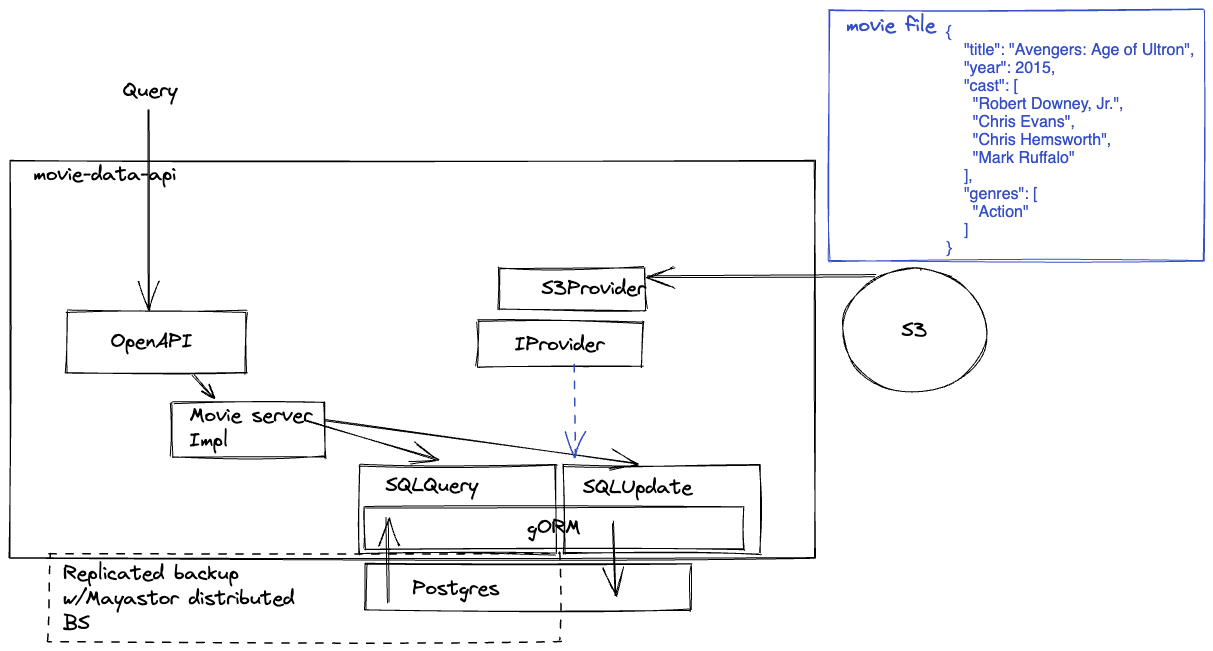 movie file {
"title": "Avengers: Age of Ultron",
"year": 2015,
"cast": [
"Robert Downey, Jr.",
"Chris Evans",
"Chris Hemsworth",
"Mark Ruffalo"
],
"genres": [
"Action"
]
}
Query
movie-data-api
S3Provider
OpenAPI
IProvider
S3
Movie server
Impl
SQLQuery
SQLUpdate
gORM
Replicated backup
w/Mayastor distributed
BS
Postgres